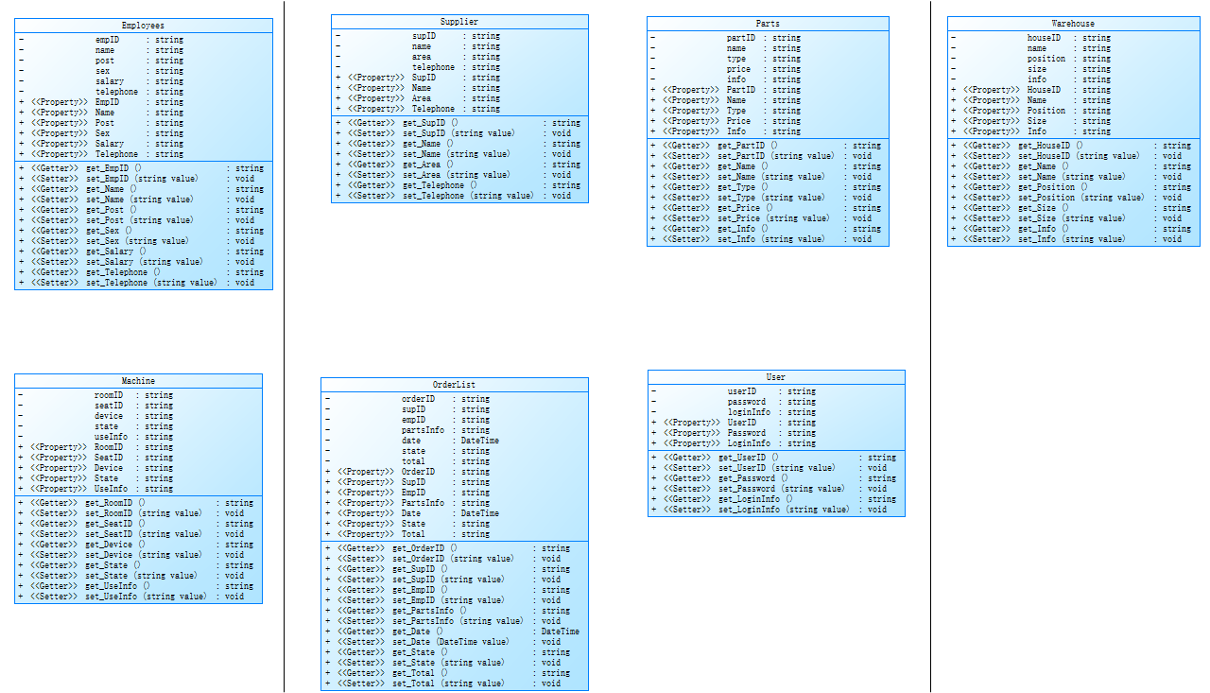 Employees
- empID : string
- name : string
- post : string
- sex : string
- salary : string
- telephone : string
+ <<Property>> EmpID : string
+ <<Property>> Name : string
+ <<Property>> Post : string
+ <<Property>> Sex : string
+ <<Property>> Salary : string
+ <<Property>> Telephone : string
+ <<Getter>> get_EmpID () : string
+ <<Setter>> set_EmpID (string value) : void
+ <<Getter>> get_Name () : string
+ <<Setter>> set_Name (string value) : void
+ <<Getter>> get_Post () : string
+ <<Setter>> set_Post (string value) : void
+ <<Getter>> get_Sex () : string
+ <<Setter>> set_Sex (string value) : void
+ <<Getter>> get_Salary () : string
+ <<Setter>> set_Salary (string value) : void
+ <<Getter>> get_Telephone () : string
+ <<Setter>> set_Telephone (string value) : void
Supplier
- supID : string
- name : string
- area : string
- telephone : string
+ <<Property>> SupID : string
+ <<Property>> Name : string
+ <<Property>> Area : string
+ <<Property>> Telephone : string
+ <<Getter>> get_SupID () : string
+ <<Setter>> set_SupID (string value) : void
+ <<Getter>> get_Name () : string
+ <<Setter>> set_Name (string value) : void
+ <<Getter>> get_Area () : string
+ <<Setter>> set_Area (string value) : void
+ <<Getter>> get_Telephone () : string
+ <<Setter>> set_Telephone (string value) : void
Parts
- partID : string
- name : string
- type : string
- price : string
- info : string
+ <<Property>> PartID : string
+ <<Property>> Name : string
+ <<Property>> Type : string
+ <<Property>> Price : string
+ <<Property>> Info : string
+ <<Getter>> get_PartID () : string
+ <<Setter>> set_PartID (string value) : void
+ <<Getter>> get_Name () : string
+ <<Setter>> set_Name (string value) : void
+ <<Getter>> get_Type () : string
+ <<Setter>> set_Type (string value) : void
+ <<Getter>> get_Price () : string
+ <<Setter>> set_Price (string value) : void
+ <<Getter>> get_Info () : string
+ <<Setter>> set_Info (string value) : void
Warehouse
- houseID : string
- name : string
- position : string
- size : string
- info : string
+ <<Property>> HouseID : string
+ <<Property>> Name : string
+ <<Property>> Position : string
+ <<Property>> Size : string
+ <<Property>> Info : string
+ <<Getter>> get_HouseID () : string
+ <<Setter>> set_HouseID (string value) : void
+ <<Getter>> get_Name () : string
+ <<Setter>> set_Name (string value) : void
+ <<Getter>> get_Position () : string
+ <<Setter>> set_Position (string value) : void
+ <<Getter>> get_Size () : string
+ <<Setter>> set_Size (string value) : void
+ <<Getter>> get_Info () : string
+ <<Setter>> set_Info (string value) : void
Machine
- roomID : string
- seatID : string
- device : string
- state : string
- useInfo : string
+ <<Property>> RoomID : string
+ <<Property>> SeatID : string
+ <<Property>> Device : string
+ <<Property>> State : string
+ <<Property>> UseInfo : string
+ <<Getter>> get_RoomID () : string
+ <<Setter>> set_RoomID (string value) : void
+ <<Getter>> get_SeatID () : string
+ <<Setter>> set_SeatID (string value) : void
+ <<Getter>> get_Device () : string
+ <<Setter>> set_Device (string value) : void
+ <<Getter>> get_State () : string
+ <<Setter>> set_State (string value) : void
+ <<Getter>> get_UseInfo () : string
+ <<Setter>> set_UseInfo (string value) : void
OrderList
- orderID : string
- supID : string
- empID : string
- partsInfo : string
- date : DateTime
- state : string
- total : string
+ <<Property>> OrderID : string
+ <<Property>> SupID : string
+ <<Property>> EmpID : string
+ <<Property>> PartsInfo : string
+ <<Property>> Date : DateTime
+ <<Property>> State : string
+ <<Property>> Total : string
+ <<Getter>> get_OrderID () : string
+ <<Setter>> set_OrderID (string value) : void
+ <<Getter>> get_SupID () : string
+ <<Setter>> set_SupID (string value) : void
+ <<Getter>> get_EmpID () : string
+ <<Setter>> set_EmpID (string value) : void
+ <<Getter>> get_PartsInfo () : string
+ <<Setter>> set_PartsInfo (string value) : void
+ <<Getter>> get_Date () : DateTime
+ <<Setter>> set_Date (DateTime value) : void
+ <<Getter>> get_State () : string
+ <<Setter>> set_State (string value) : void
+ <<Getter>> get_Total () : string
+ <<Setter>> set_Total (string value) : void
User
- userID : string
- password : string
- loginInfo : string
+ <<Property>> UserID : string
+ <<Property>> Password : string
+ <<Property>> LoginInfo : string
+ <<Getter>> get_UserID () : string
+ <<Setter>> set_UserID (string value) : void
+ <<Getter>> get_Password () : string
+ <<Setter>> set_Password (string value) : void
+ <<Getter>> get_LoginInfo () : string
+ <<Setter>> set_LoginInfo (string value) : void